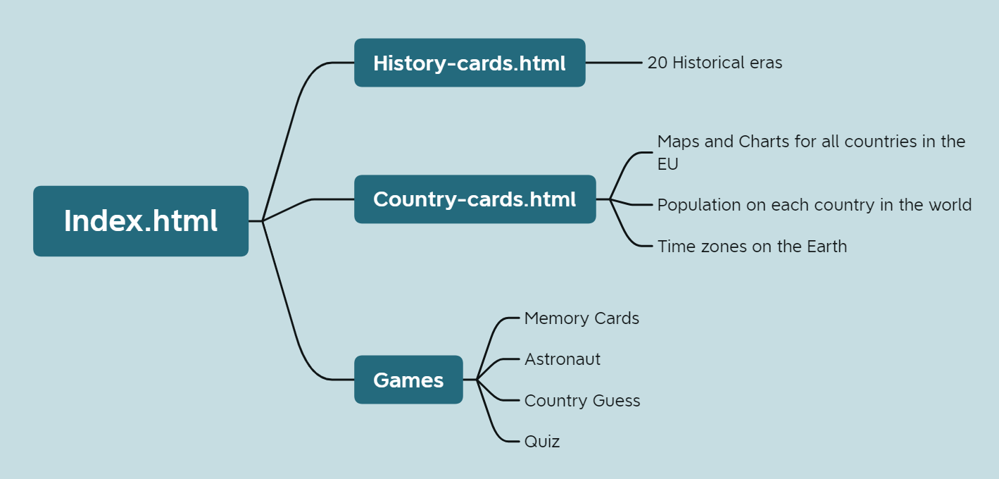 Index.html
History-cards.html
20 Historical eras
Country-cards.html
Maps and Charts for all countries in the
EU
Population on each country in the world
Time zones on the Earth
Games
Memory Cards
Astronaut
Country Guess
Quiz